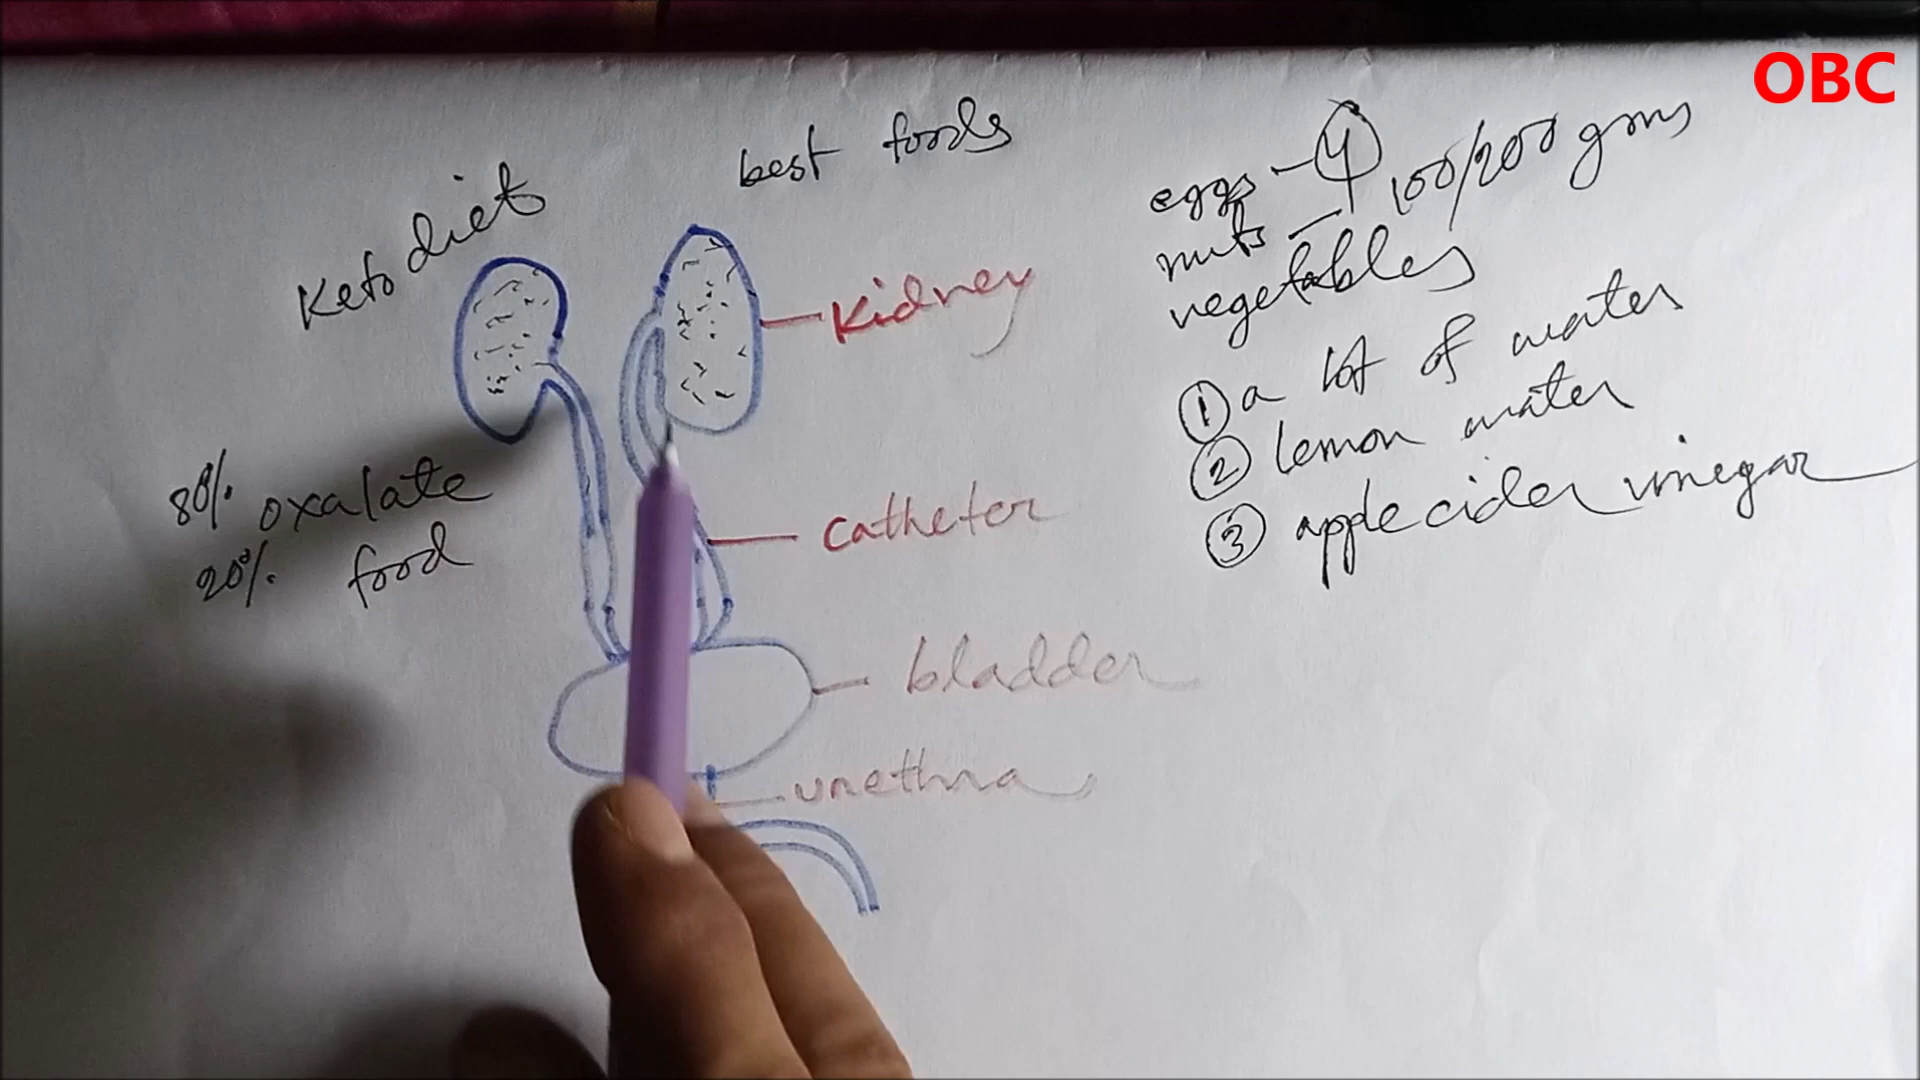 OBC
best foods
Keto diet
eggs - 4
nuts - 100/200 gms
vegetables
Kidney
① a lot of water
② lemon water
③ apple cider vinegar
80% oxalate
20% food
catheter
bladder
urethra